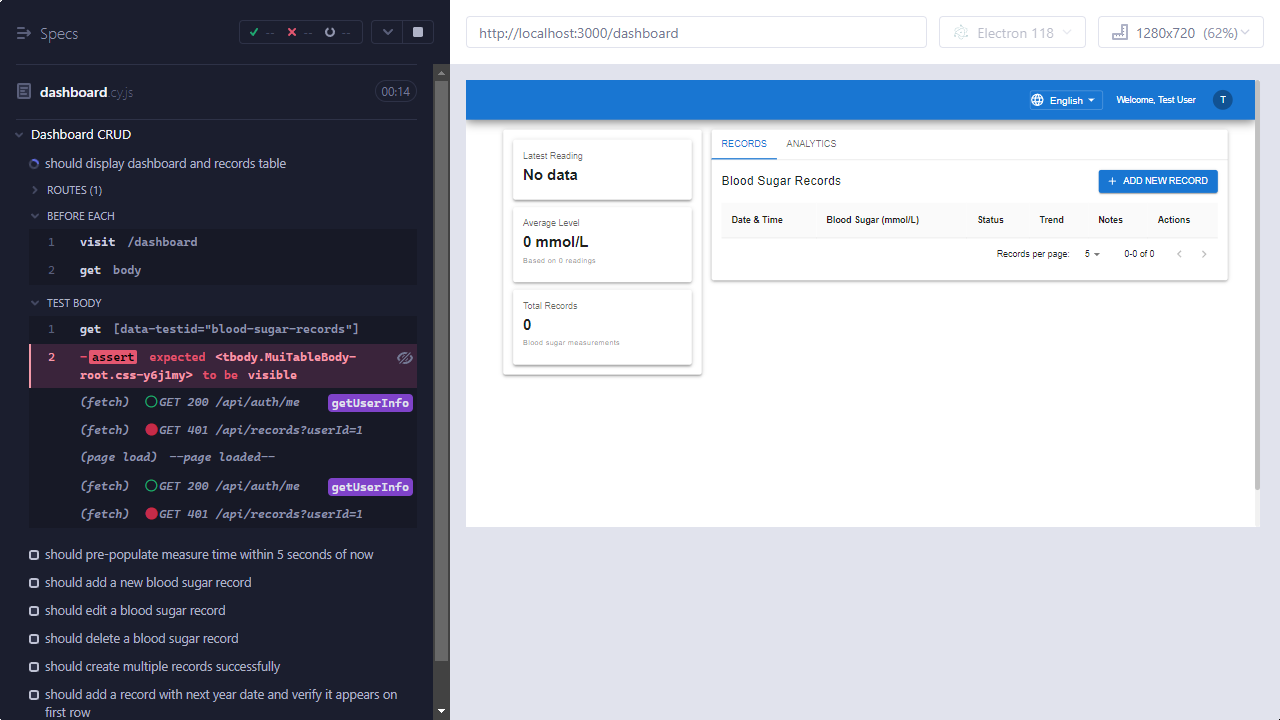 Specs
--
--
--
dashboard.cy.js
00:14
Dashboard CRUD
should display dashboard and records table
ROUTES (1)
BEFORE EACH
1 visit /dashboard
2 get body
TEST BODY
1 get [data-testid="blood-sugar-records"]
2 -assert expected <tbody.MuiTableBody-
root.css-y6j1my> to be visible
(fetch) GET 200 /api/auth/me getUserInfo
(fetch) GET 401 /api/records?userId=1
(page load) --page loaded--
(fetch) GET 200 /api/auth/me getUserInfo
(fetch) GET 401 /api/records?userId=1
should pre-populate measure time within 5 seconds of now
should add a new blood sugar record
should edit a blood sugar record
should delete a blood sugar record
should create multiple records successfully
should add a record with next year date and verify it appears on
first row
http://localhost:3000/dashboard
Electron 118
1280x720 (62%)
English
Welcome, Test User
T
Latest Reading
No data
Average Level
0 mmol/L
Based on 0 readings
Total Records
0
Blood sugar measurements
RECORDS ANALYTICS
Blood Sugar Records
+ ADD NEW RECORD
Date & Time Blood Sugar (mmol/L) Status Trend Notes Actions
Records per page: 5 0-0 of 0